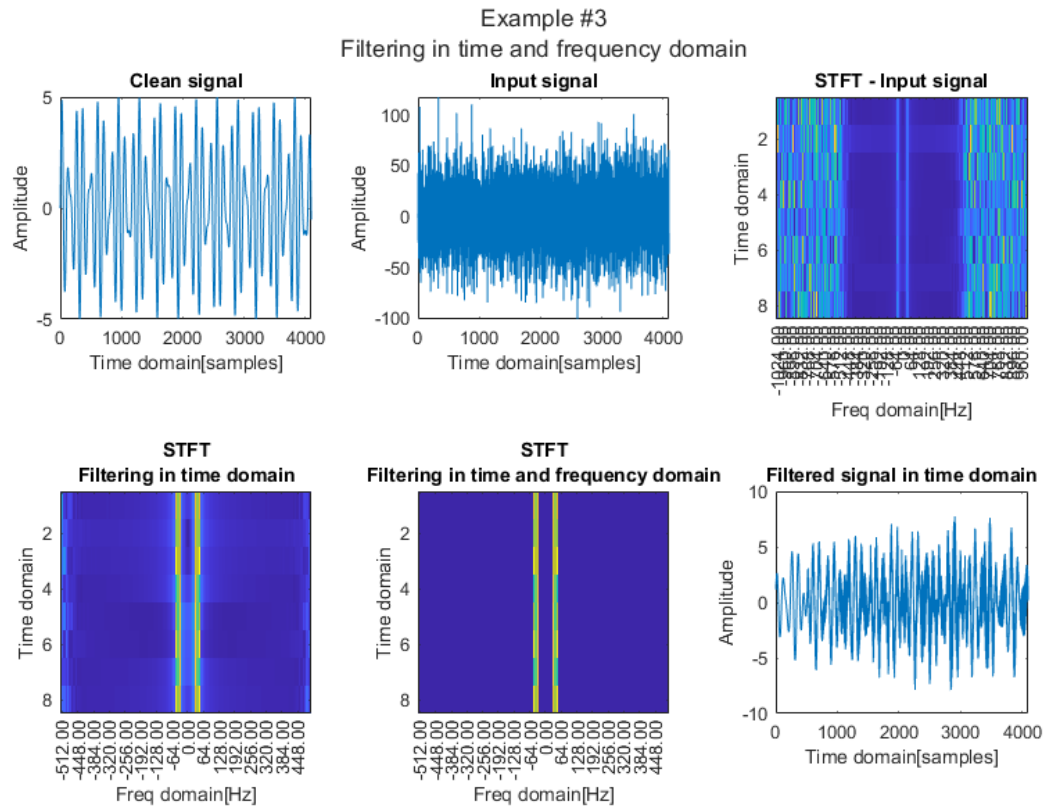 Example #3
Filtering in time and frequency domain
Clean signal
5
0
-5
Amplitude
0 1000 2000 3000 4000
Time domain[samples]
Input signal
100
50
0
-50
-100
Amplitude
0 1000 2000 3000 4000
Time domain[samples]
STFT - Input signal
2
4
6
8
Time domain
-1024.00
960.00
Freq domain[Hz]
STFT
Filtering in time domain
2
4
6
8
Time domain
-512.00
-448.00
-384.00
-320.00
-256.00
-192.00
-128.00
-64.00
0.00
64.00
128.00
192.00
256.00
320.00
384.00
448.00
Freq domain[Hz]
STFT
Filtering in time and frequency domain
2
4
6
8
Time domain
-512.00
-448.00
-384.00
-320.00
-256.00
-192.00
-128.00
-64.00
0.00
64.00
128.00
192.00
256.00
320.00
384.00
448.00
Freq domain[Hz]
Filtered signal in time domain
10
5
0
-5
-10
Amplitude
0 1000 2000 3000 4000
Time domain[samples]